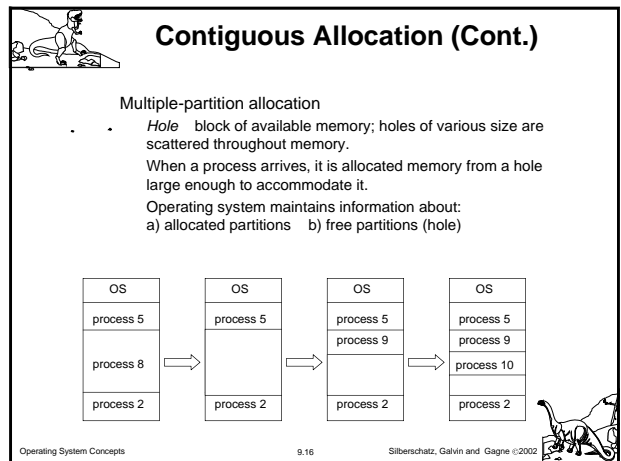 Contiguous Allocation (Cont.)
Multiple-partition allocation
Hole block of available memory; holes of various size are
scattered throughout memory.
When a process arrives, it is allocated memory from a hole
large enough to accommodate it.
Operating system maintains information about:
a) allocated partitions b) free partitions (hole)
OS
process 5
process 8
process 2
OS
process 5
process 2
OS
process 5
process 9
process 2
OS
process 5
process 9
process 10
process 2
Operating System Concepts
9.16
Silberschatz, Galvin and Gagne ©2002